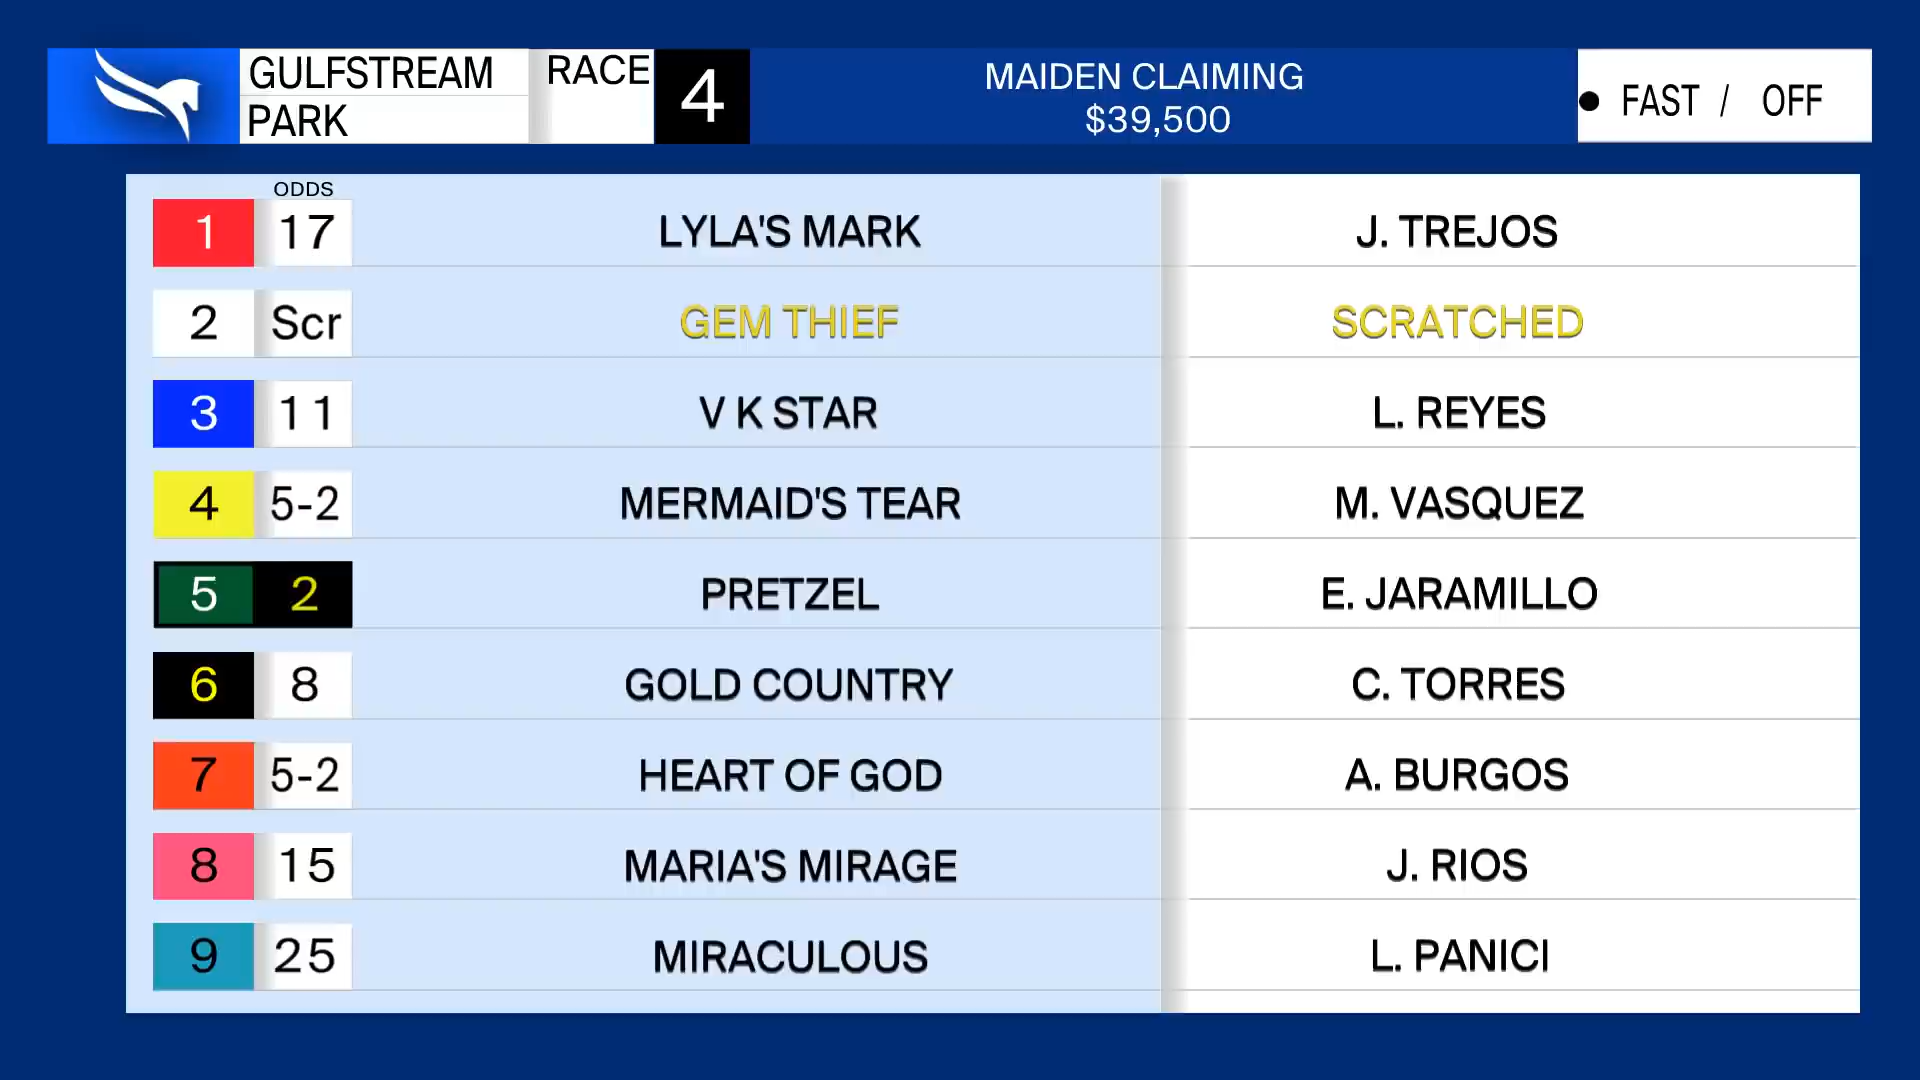 GULFSTREAM PARK
RACE 4
MAIDEN CLAIMING
$39,500
FAST / OFF
ODDS
1 17 LYLA'S MARK J. TREJOS
2 Scr GEM THIEF SCRATCHED
3 11 V K STAR L. REYES
4 5-2 MERMAID'S TEAR M. VASQUEZ
5 2 PRETZEL E. JARAMILLO
6 8 GOLD COUNTRY C. TORRES
7 5-2 HEART OF GOD A. BURGOS
8 15 MARIA'S MIRAGE J. RIOS
9 25 MIRACULOUS L. PANICI